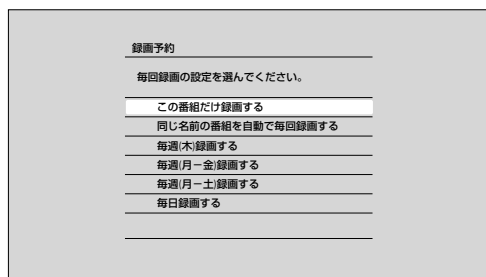 録画予約
毎回録画の設定を選んでください。
この番組だけ録画する
同じ名前の番組を自動で毎回録画する
毎週(木)録画する
毎週(月－金)録画する
毎週(月－土)録画する
毎日録画する